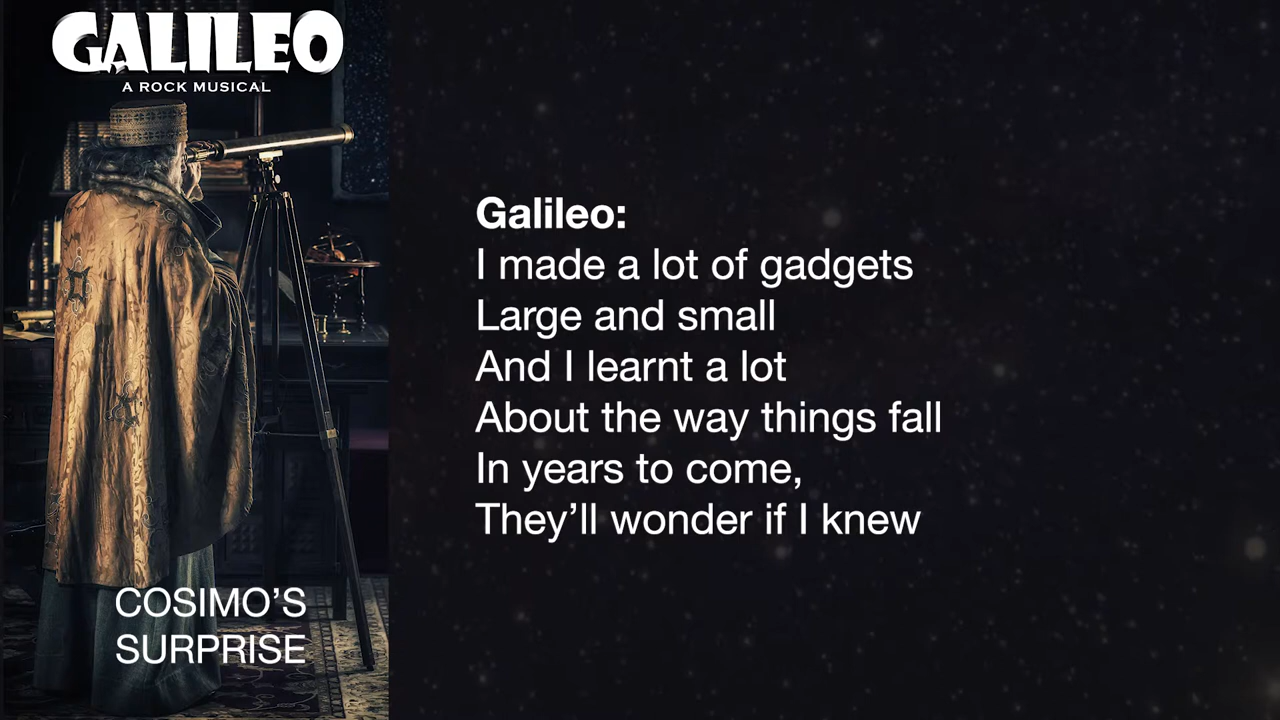 GALILEO
A ROCK MUSICAL
COSIMO’S
SURPRISE
Galileo:
I made a lot of gadgets
Large and small
And I learnt a lot
About the way things fall
In years to come,
They’ll wonder if I knew